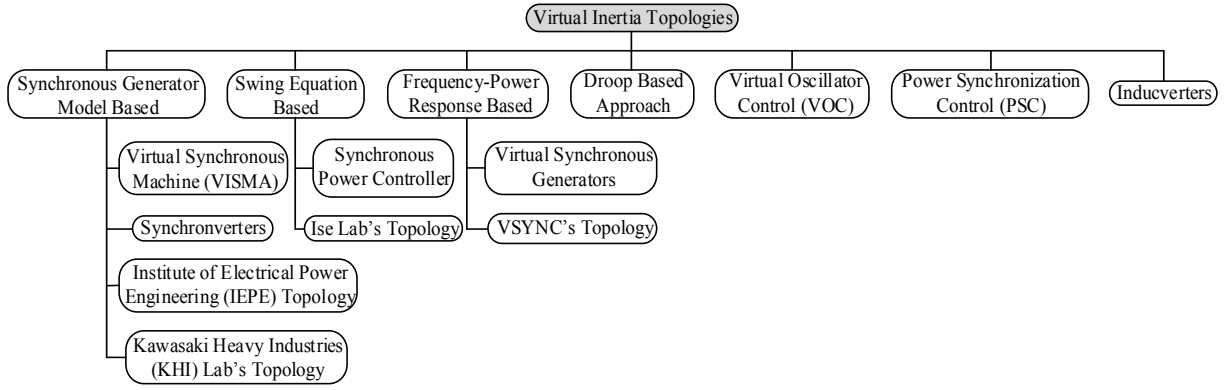 Virtual Inertia Topologies
Synchronous Generator
Model Based
Swing Equation
Based
Frequency-Power
Response Based
Droop Based
Approach
Virtual Oscillator
Control (VOC)
Power Synchronization
Control (PSC)
Inducverters
Virtual Synchronous
Machine (VISMA)
Synchronverters
Institute of Electrical Power
Engineering (IEPE) Topology
Kawasaki Heavy Industries
(KHI) Lab's Topology
Synchronous
Power Controller
Ise Lab's Topology
Virtual Synchronous
Generators
VSYNC's Topology